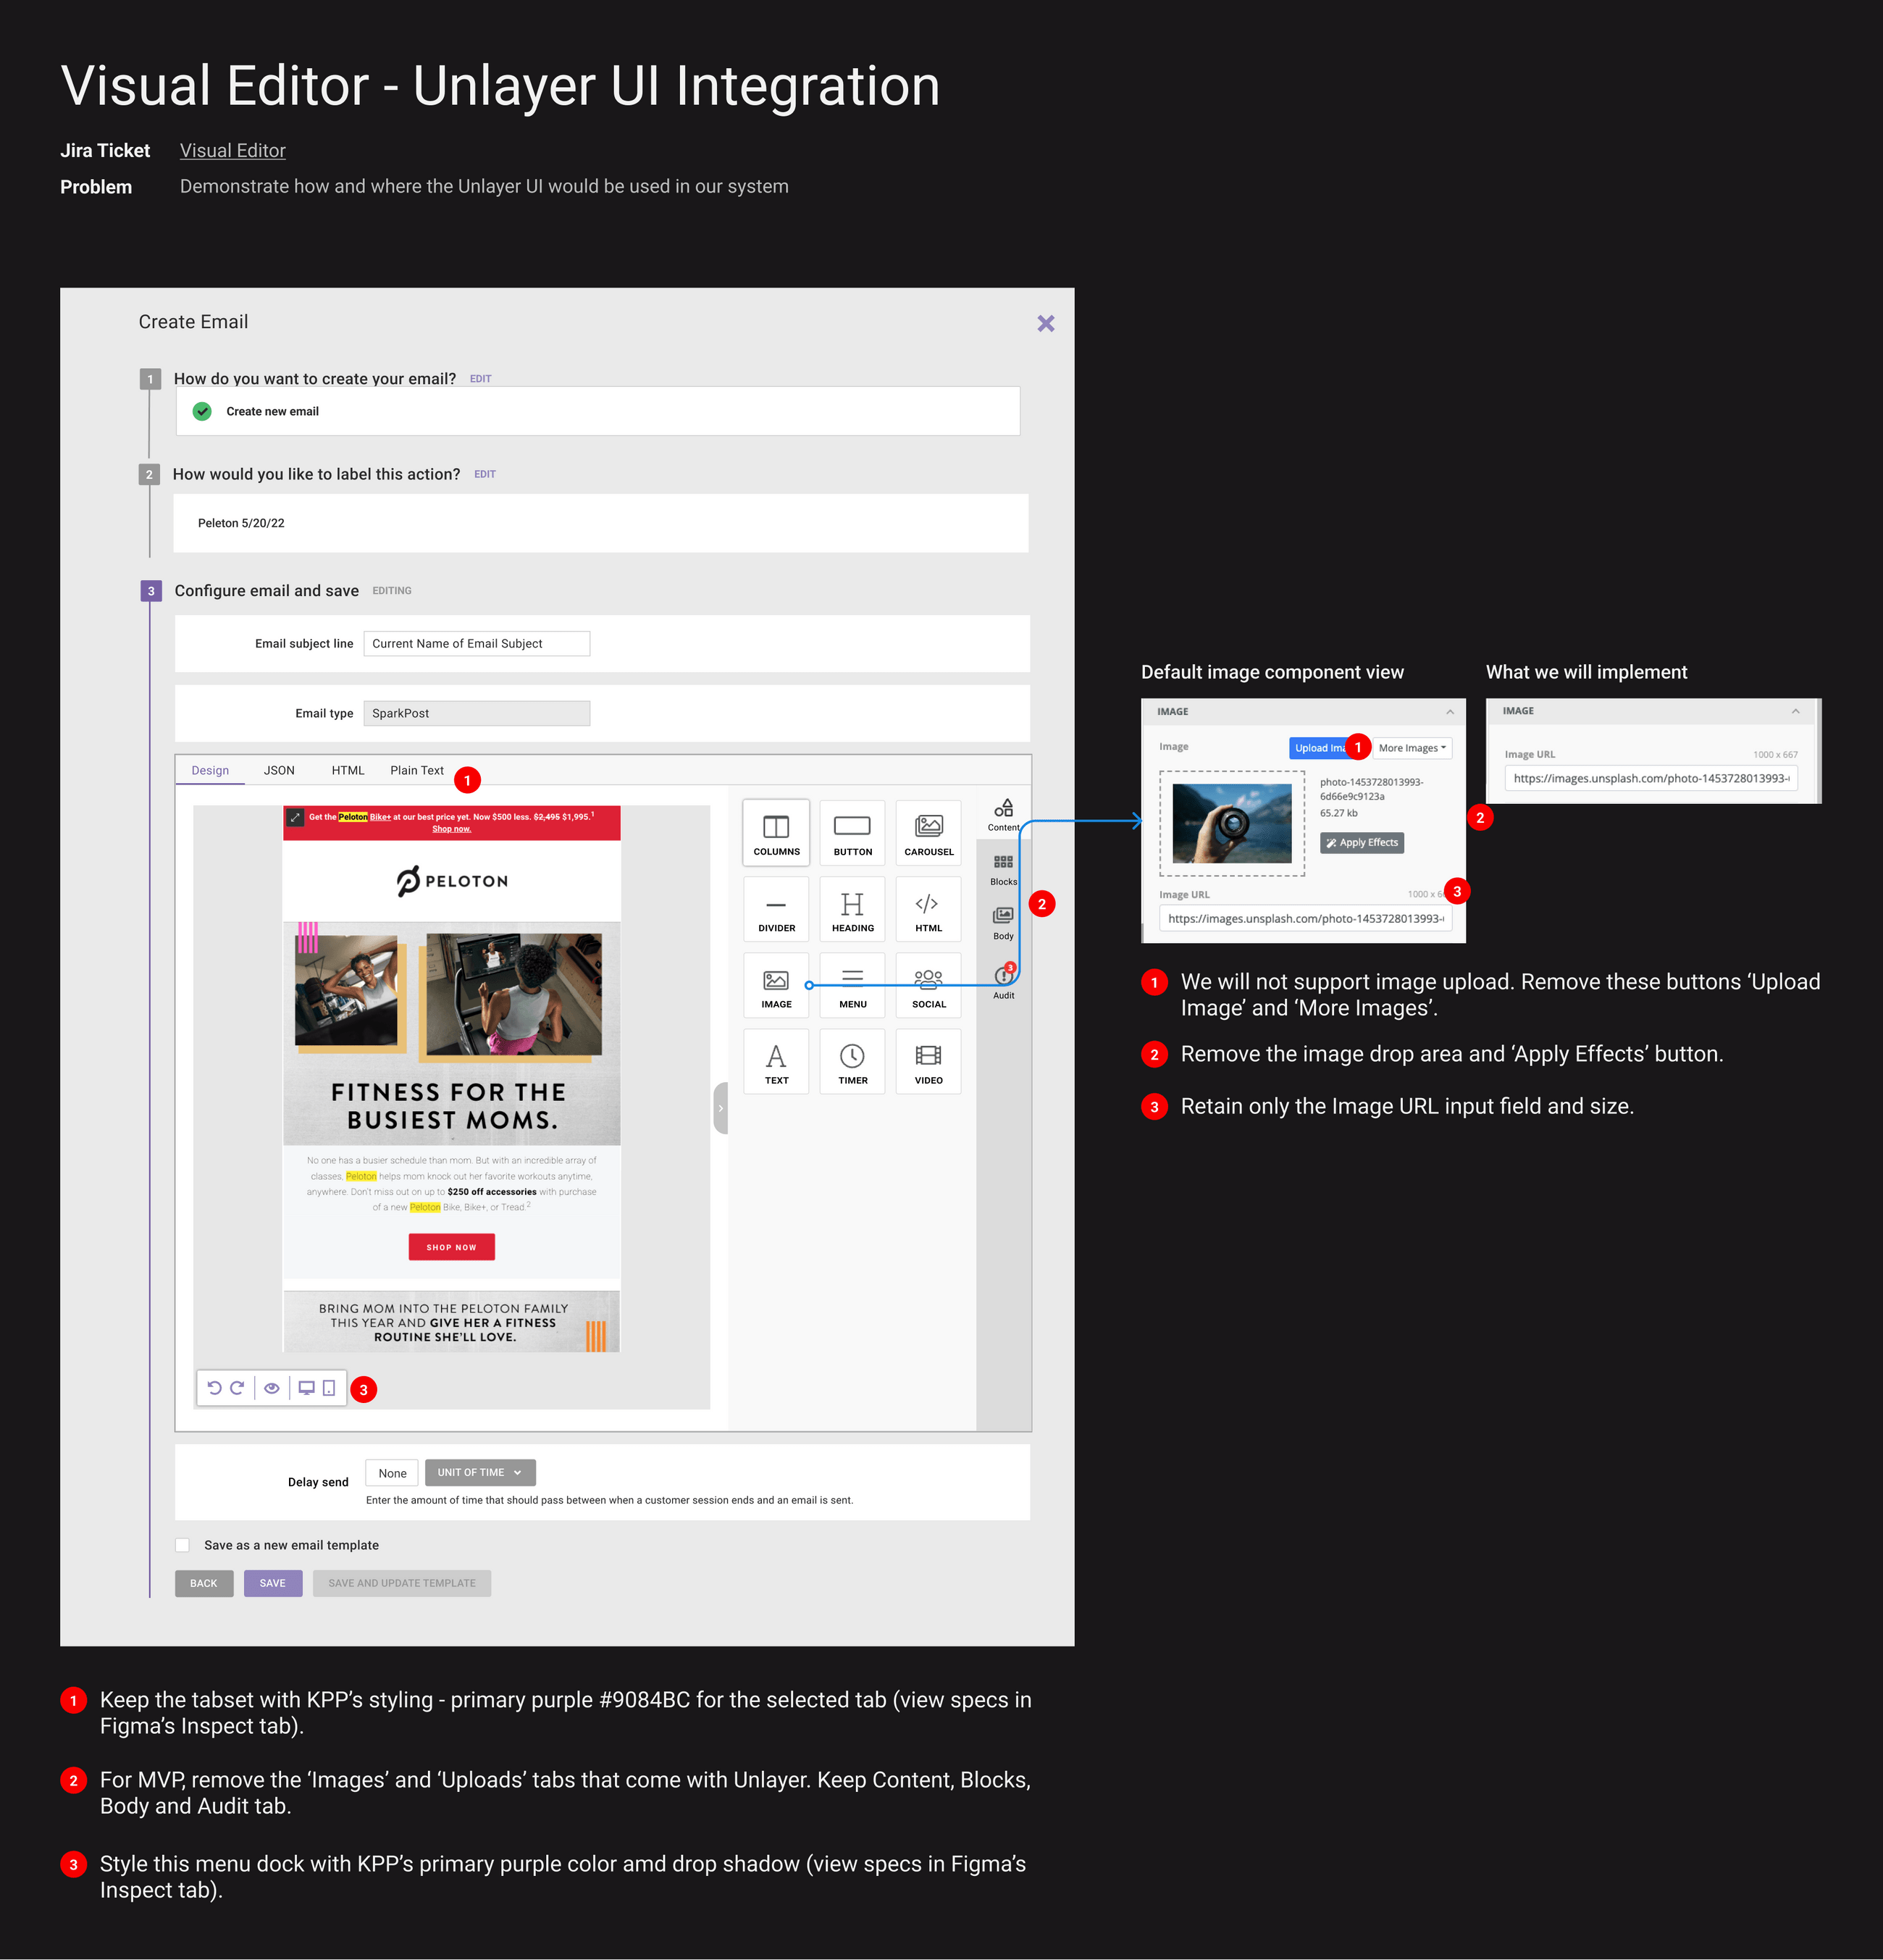 Visual Editor - Unlayer UI Integration
Jira Ticket Visual Editor
Problem Demonstrate how and where the Unlayer UI would be used in our system
Create Email
1 How do you want to create your email? EDIT
Create new email
2 How would you like to label this action? EDIT
Peleton 5/20/22
3 Configure email and save EDITING
Email subject line Current Name of Email Subject
Email type SparkPost
Design JSON HTML Plain Text 1
Get the Peloton Bike+ at our best price yet. Now $500 less. $2,495 $1,995.1
Shop now.
PELOTON
FITNESS FOR THE
BUSIEST MOMS.
No one has a busier schedule than mom. But with an incredible array of
classes, Peloton helps mom knock out her favorite workouts anytime,
anywhere. Don't miss out on up to $250 off accessories with purchase
of a new Peloton Bike, Bike+, or Tread.2
SHOP NOW
BRING MOM INTO THE PELOTON FAMILY
THIS YEAR AND GIVE HER A FITNESS
ROUTINE SHE'LL LOVE.
3
COLUMNS BUTTON CAROUSEL
DIVIDER HEADING HTML
IMAGE MENU SOCIAL
TEXT TIMER VIDEO
Content
Blocks
2
Body
3
Audit
Delay send None UNIT OF TIME
Enter the amount of time that should pass between when a customer session ends and an email is sent.
Save as a new email template
BACK SAVE SAVE AND UPDATE TEMPLATE
Default image component view
IMAGE
Image Upload Ima 1 More Images
photo-1453728013993-
6d66e9c9123a
65.27 kb
2
Apply Effects
Image URL 1000 x 6 3
https://images.unsplash.com/photo-1453728013993-
What we will implement
IMAGE
Image URL 1000 x 667
https://images.unsplash.com/photo-1453728013993-
1 We will not support image upload. Remove these buttons ‘Upload
Image’ and ‘More Images’.
2 Remove the image drop area and ‘Apply Effects’ button.
3 Retain only the Image URL input field and size.
1 Keep the tabset with KPP’s styling - primary purple #9084BC for the selected tab (view specs in
Figma’s Inspect tab).
2 For MVP, remove the ‘Images’ and ‘Uploads’ tabs that come with Unlayer. Keep Content, Blocks,
Body and Audit tab.
3 Style this menu dock with KPP’s primary purple color amd drop shadow (view specs in Figma’s
Inspect tab).